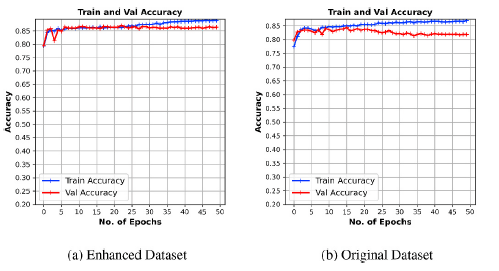 Train and Val Accuracy
Accuracy
0.85
0.80
0.75
0.70
0.65
0.60
0.55
0.50
0.45
0.40
0.35
0.30
0.25
0.20
Train Accuracy
Val Accuracy
0 5 10 15 20 25 30 35 40 45 50
No. of Epochs
(a) Enhanced Dataset
Train and Val Accuracy
Accuracy
0.85
0.80
0.75
0.70
0.65
0.60
0.55
0.50
0.45
0.40
0.35
0.30
0.25
0.20
Train Accuracy
Val Accuracy
0 5 10 15 20 25 30 35 40 45 50
No. of Epochs
(b) Original Dataset